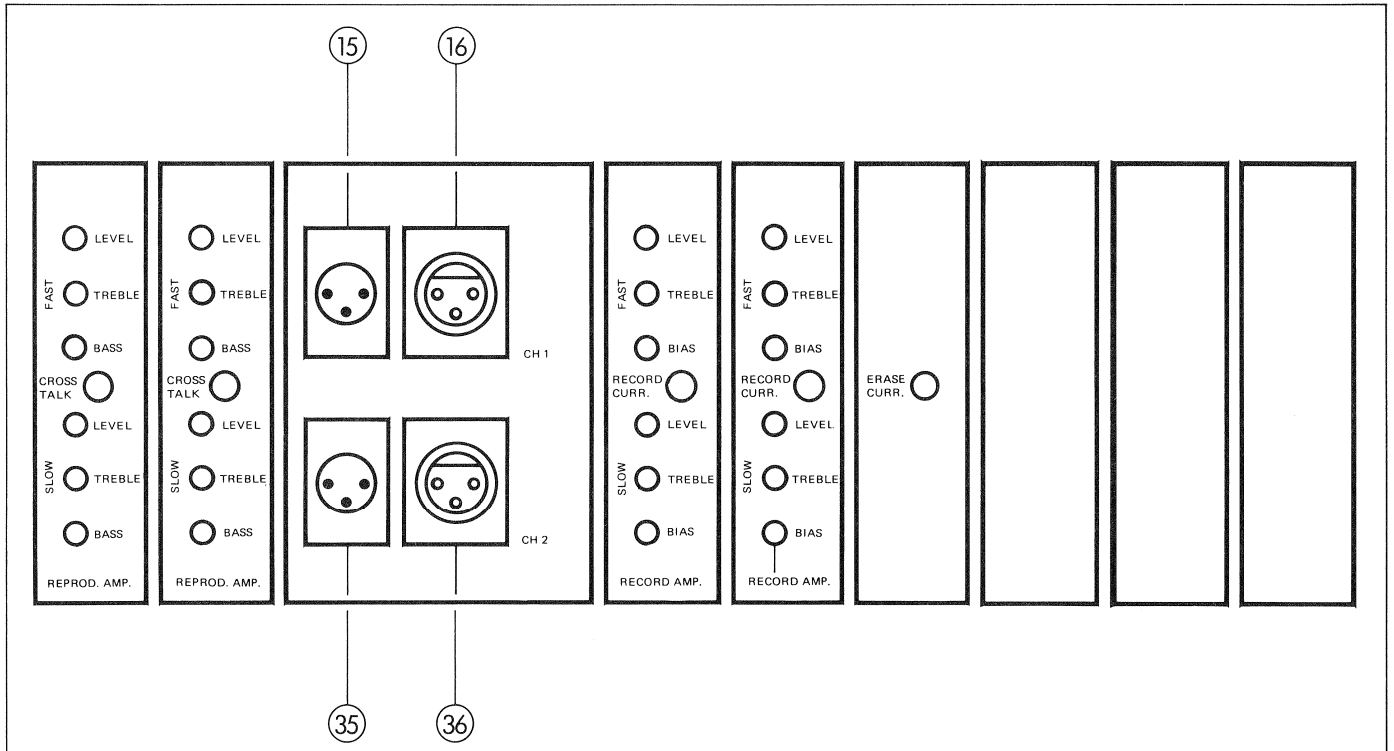 15
16
LEVEL
FAST
TREBLE
BASS
CROSS
TALK
LEVEL
SLOW
TREBLE
BASS
REPROD. AMP.
LEVEL
FAST
TREBLE
BASS
CROSS
TALK
LEVEL
SLOW
TREBLE
BASS
REPROD. AMP.
CH 1
CH 2
LEVEL
FAST
TREBLE
BIAS
RECORD
CURR.
LEVEL
SLOW
TREBLE
BIAS
RECORD AMP.
LEVEL
FAST
TREBLE
BIAS
RECORD
CURR.
LEVEL
SLOW
TREBLE
BIAS
RECORD AMP.
ERASE
CURR.
35
36